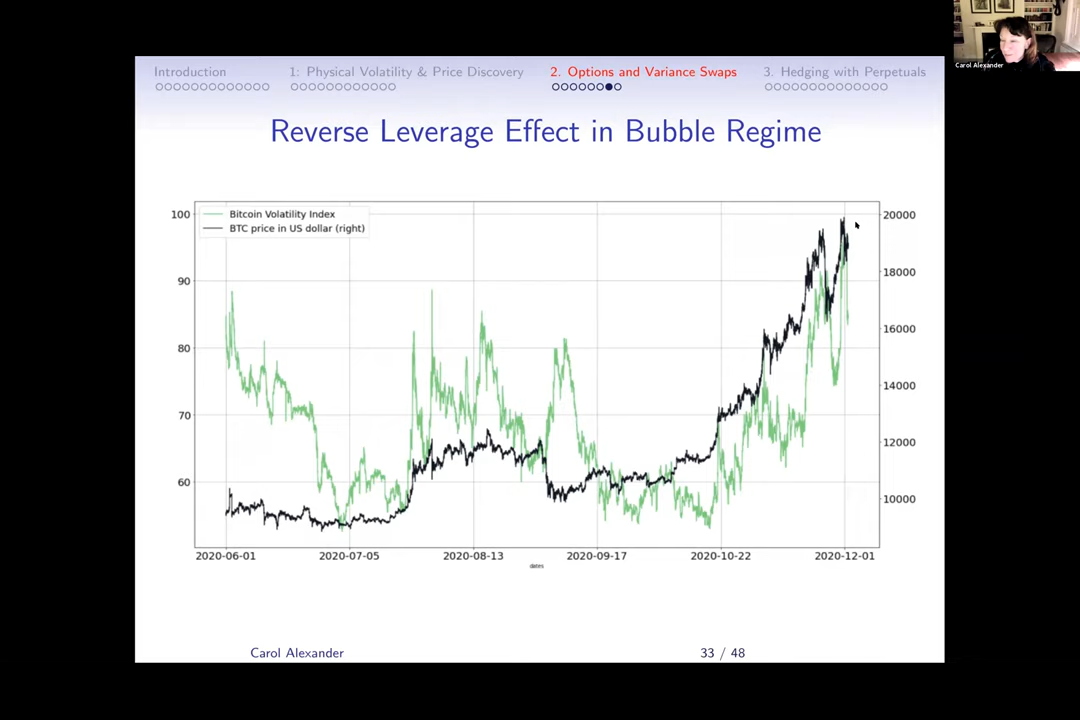 Carol Alexander
Introduction 1: Physical Volatility & Price Discovery 2. Options and Variance Swaps 3. Hedging with Perpetuals
Reverse Leverage Effect in Bubble Regime
Bitcoin Volatility Index
BTC price in US dollar (right)
100
90
80
70
60
20000
18000
16000
14000
12000
10000
2020-06-01 2020-07-05 2020-08-13 2020-09-17 2020-10-22 2020-12-01
dates
Carol Alexander 33 / 48